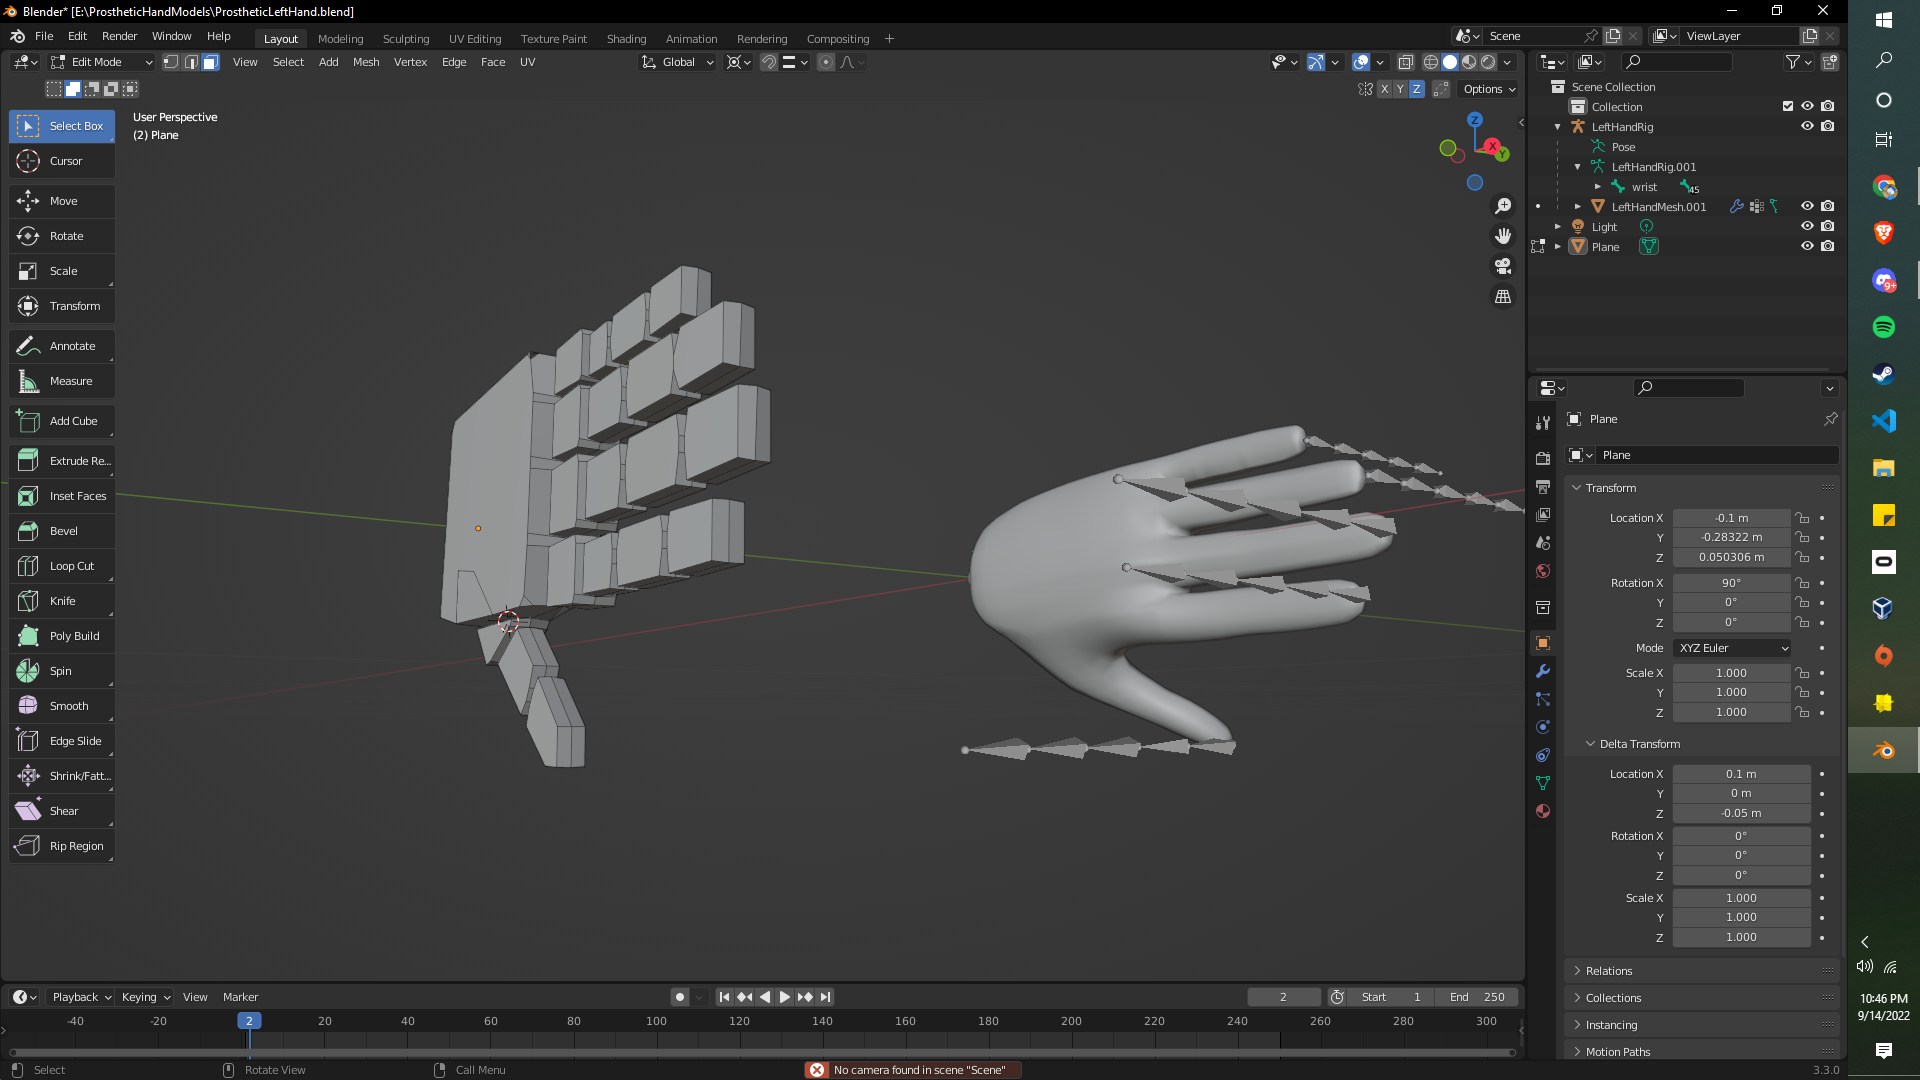 Blender* [E:\ProstheticHandModels\ProstheticLeftHand.blend]
File Edit Render Window Help Layout Modeling Sculpting UV Editing Texture Paint Shading Animation Rendering Compositing + Scene ViewLayer
Edit Mode View Select Add Mesh Vertex Edge Face UV Global
X Y Z Options
User Perspective
(2) Plane
Z
X
Y
Select Box
Cursor
Move
Rotate
Scale
Transform
Annotate
Measure
Add Cube
Extrude Re...
Inset Faces
Bevel
Loop Cut
Knife
Poly Build
Spin
Smooth
Edge Slide
Shrink/Fatt...
Shear
Rip Region
Scene Collection
Collection
LeftHandRig
Pose
LeftHandRig.001
wrist 45
LeftHandMesh.001
Light
Plane
Plane
Plane
Transform
Location X -0.1 m
Y -0.28322 m
Z 0.050306 m
Rotation X 90°
Y 0°
Z 0°
Mode XYZ Euler
Scale X 1.000
Y 1.000
Z 1.000
Delta Transform
Location X 0.1 m
Y 0 m
Z -0.05 m
Rotation X 0°
Y 0°
Z 0°
Scale X 1.000
Y 1.000
Z 1.000
Relations
Collections
Instancing
Motion Paths
Playback Keying View Marker 2 Start 1 End 250
-40 -20 2 20 40 60 80 100 120 140 160 180 200 220 240 260 280 300
Select Rotate View Call Menu No camera found in scene "Scene" 3.3.0
9+
10:46 PM
9/14/2022